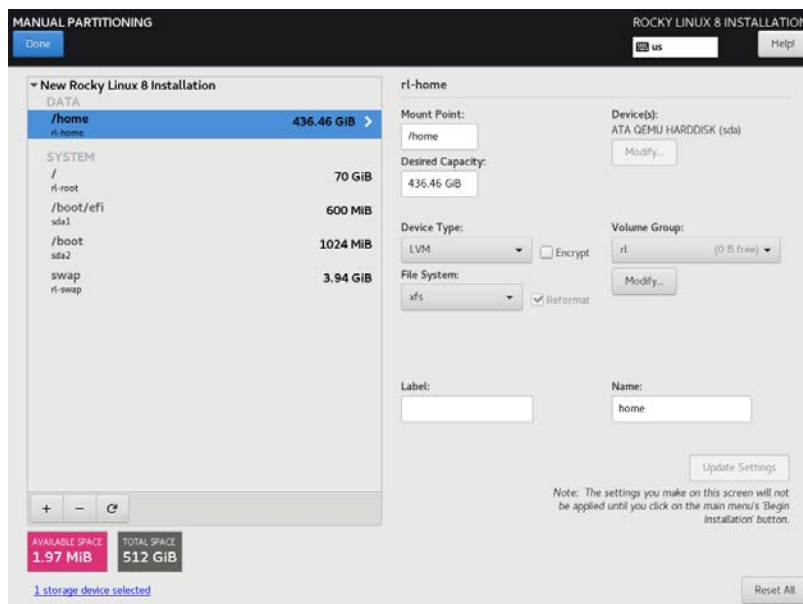 MANUAL PARTITIONING
Done
ROCKY LINUX 8 INSTALLATION
us
Help!
New Rocky Linux 8 Installation
DATA
/home
rl-home
436.46 GiB
SYSTEM
/
rl-root
70 GiB
/boot/efi
sda1
600 MiB
/boot
sda2
1024 MiB
swap
rl-swap
3.94 GiB
+ −
AVAILABLE SPACE
1.97 MiB
TOTAL SPACE
512 GiB
1 storage device selected
rl-home
Mount Point:
/home
Desired Capacity:
436.46 GiB
Device(s):
ATA QEMU HARDDISK (sda)
Modify...
Device Type:
LVM
Encrypt
Volume Group:
rl (0 B free)
Modify...
File System:
xfs
Reformat
Label:
Name:
home
Update Settings
Note: The settings you make on this screen will not
be applied until you click on the main menu's 'Begin
Installation' button.
Reset All